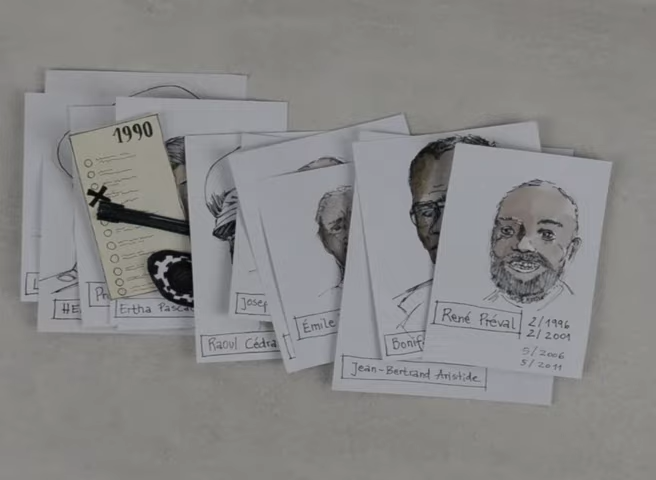 1990
Ertha Pasca
Raoul Cédra
Josep
Émile
Bonif
Jean-Bertrand Aristide
René Préval
2/1996
2/2001
5/2006
5/2011